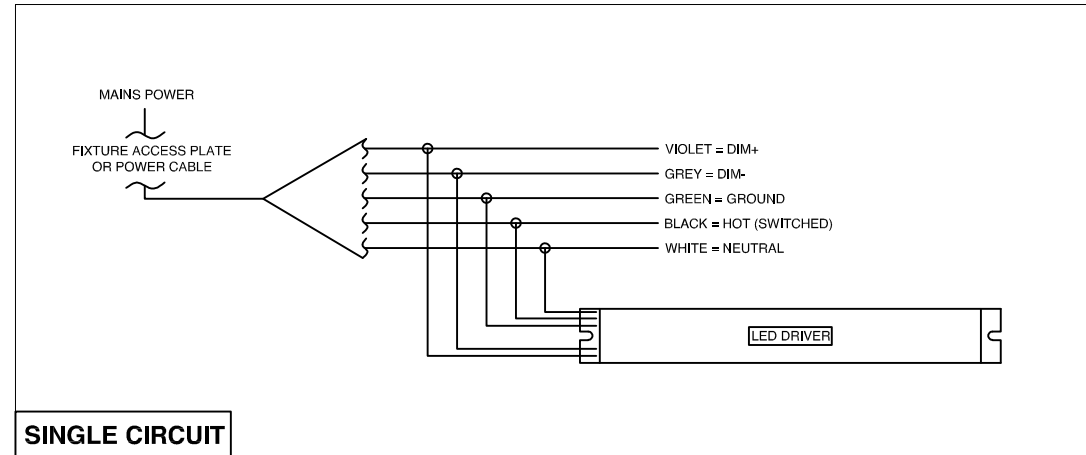 MAINS POWER
FIXTURE ACCESS PLATE
OR POWER CABLE
VIOLET = DIM+
GREY = DIM-
GREEN = GROUND
BLACK = HOT (SWITCHED)
WHITE = NEUTRAL
LED DRIVER
SINGLE CIRCUIT